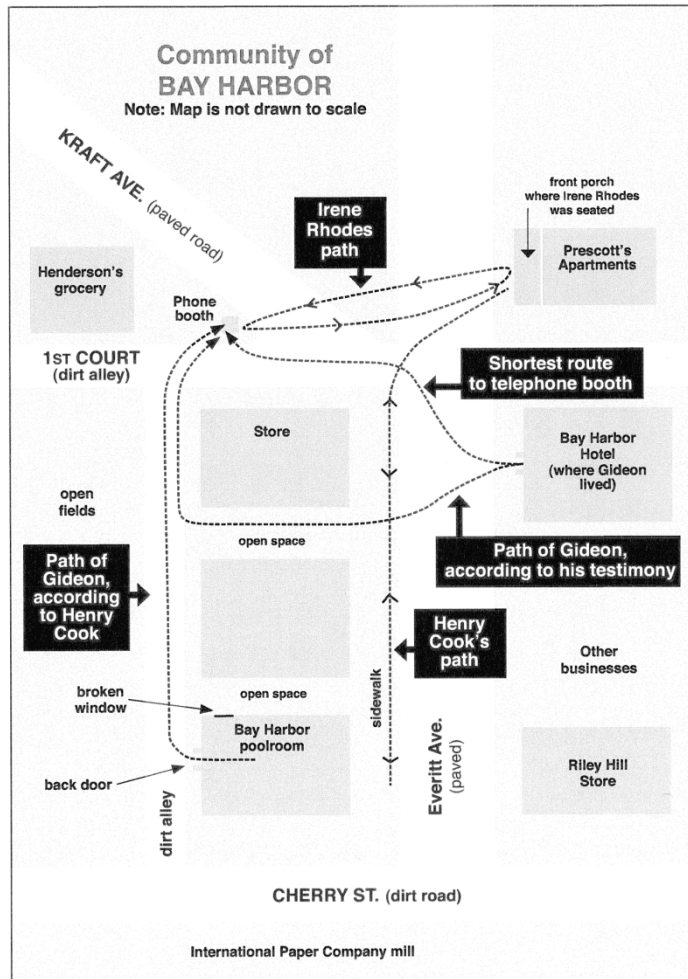 Community of
BAY HARBOR
Note: Map is not drawn to scale
KRAFT AVE. (paved road)
front porch
where Irene Rhodes
was seated
Irene
Rhodes
path
Prescott's
Apartments
Henderson's
grocery
Phone
booth
1ST COURT
(dirt alley)
Shortest route
to telephone booth
Store
Bay Harbor
Hotel
(where Gideon
lived)
open
fields
open space
Path of Gideon,
according to his testimony
Path of
Gideon,
according
to Henry
Cook
Henry
Cook's
path
Other
businesses
sidewalk
open space
broken
window
Bay Harbor
poolroom
Everitt Ave.
(paved)
Riley Hill
Store
back door
dirt alley
CHERRY ST. (dirt road)
International Paper Company mill